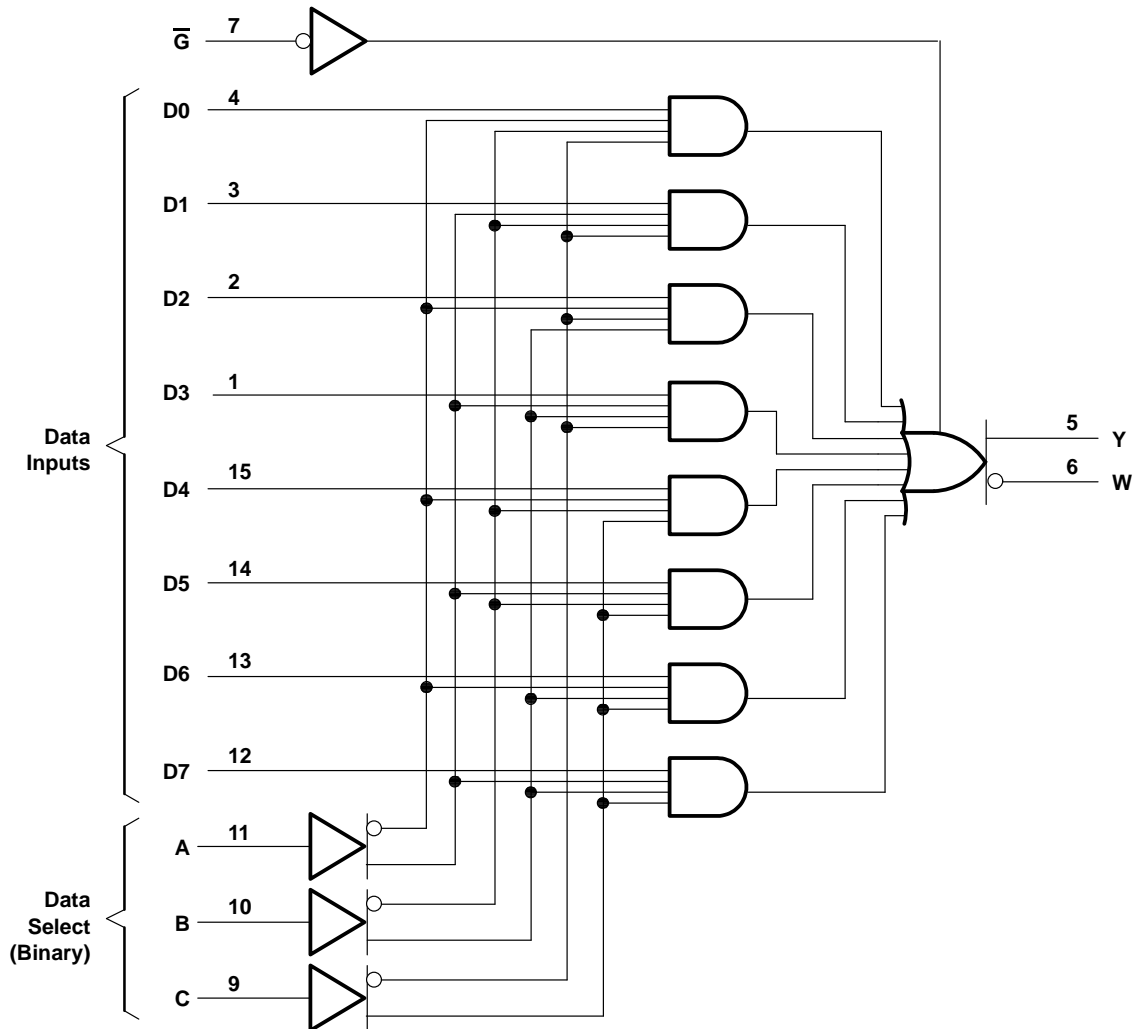 G 7
D0 4
D1 3
D2 2
D3 1
Data
Inputs
5 Y
6 W
D4 15
D5 14
D6 13
D7 12
A 11
Data
Select
(Binary)
B 10
C 9